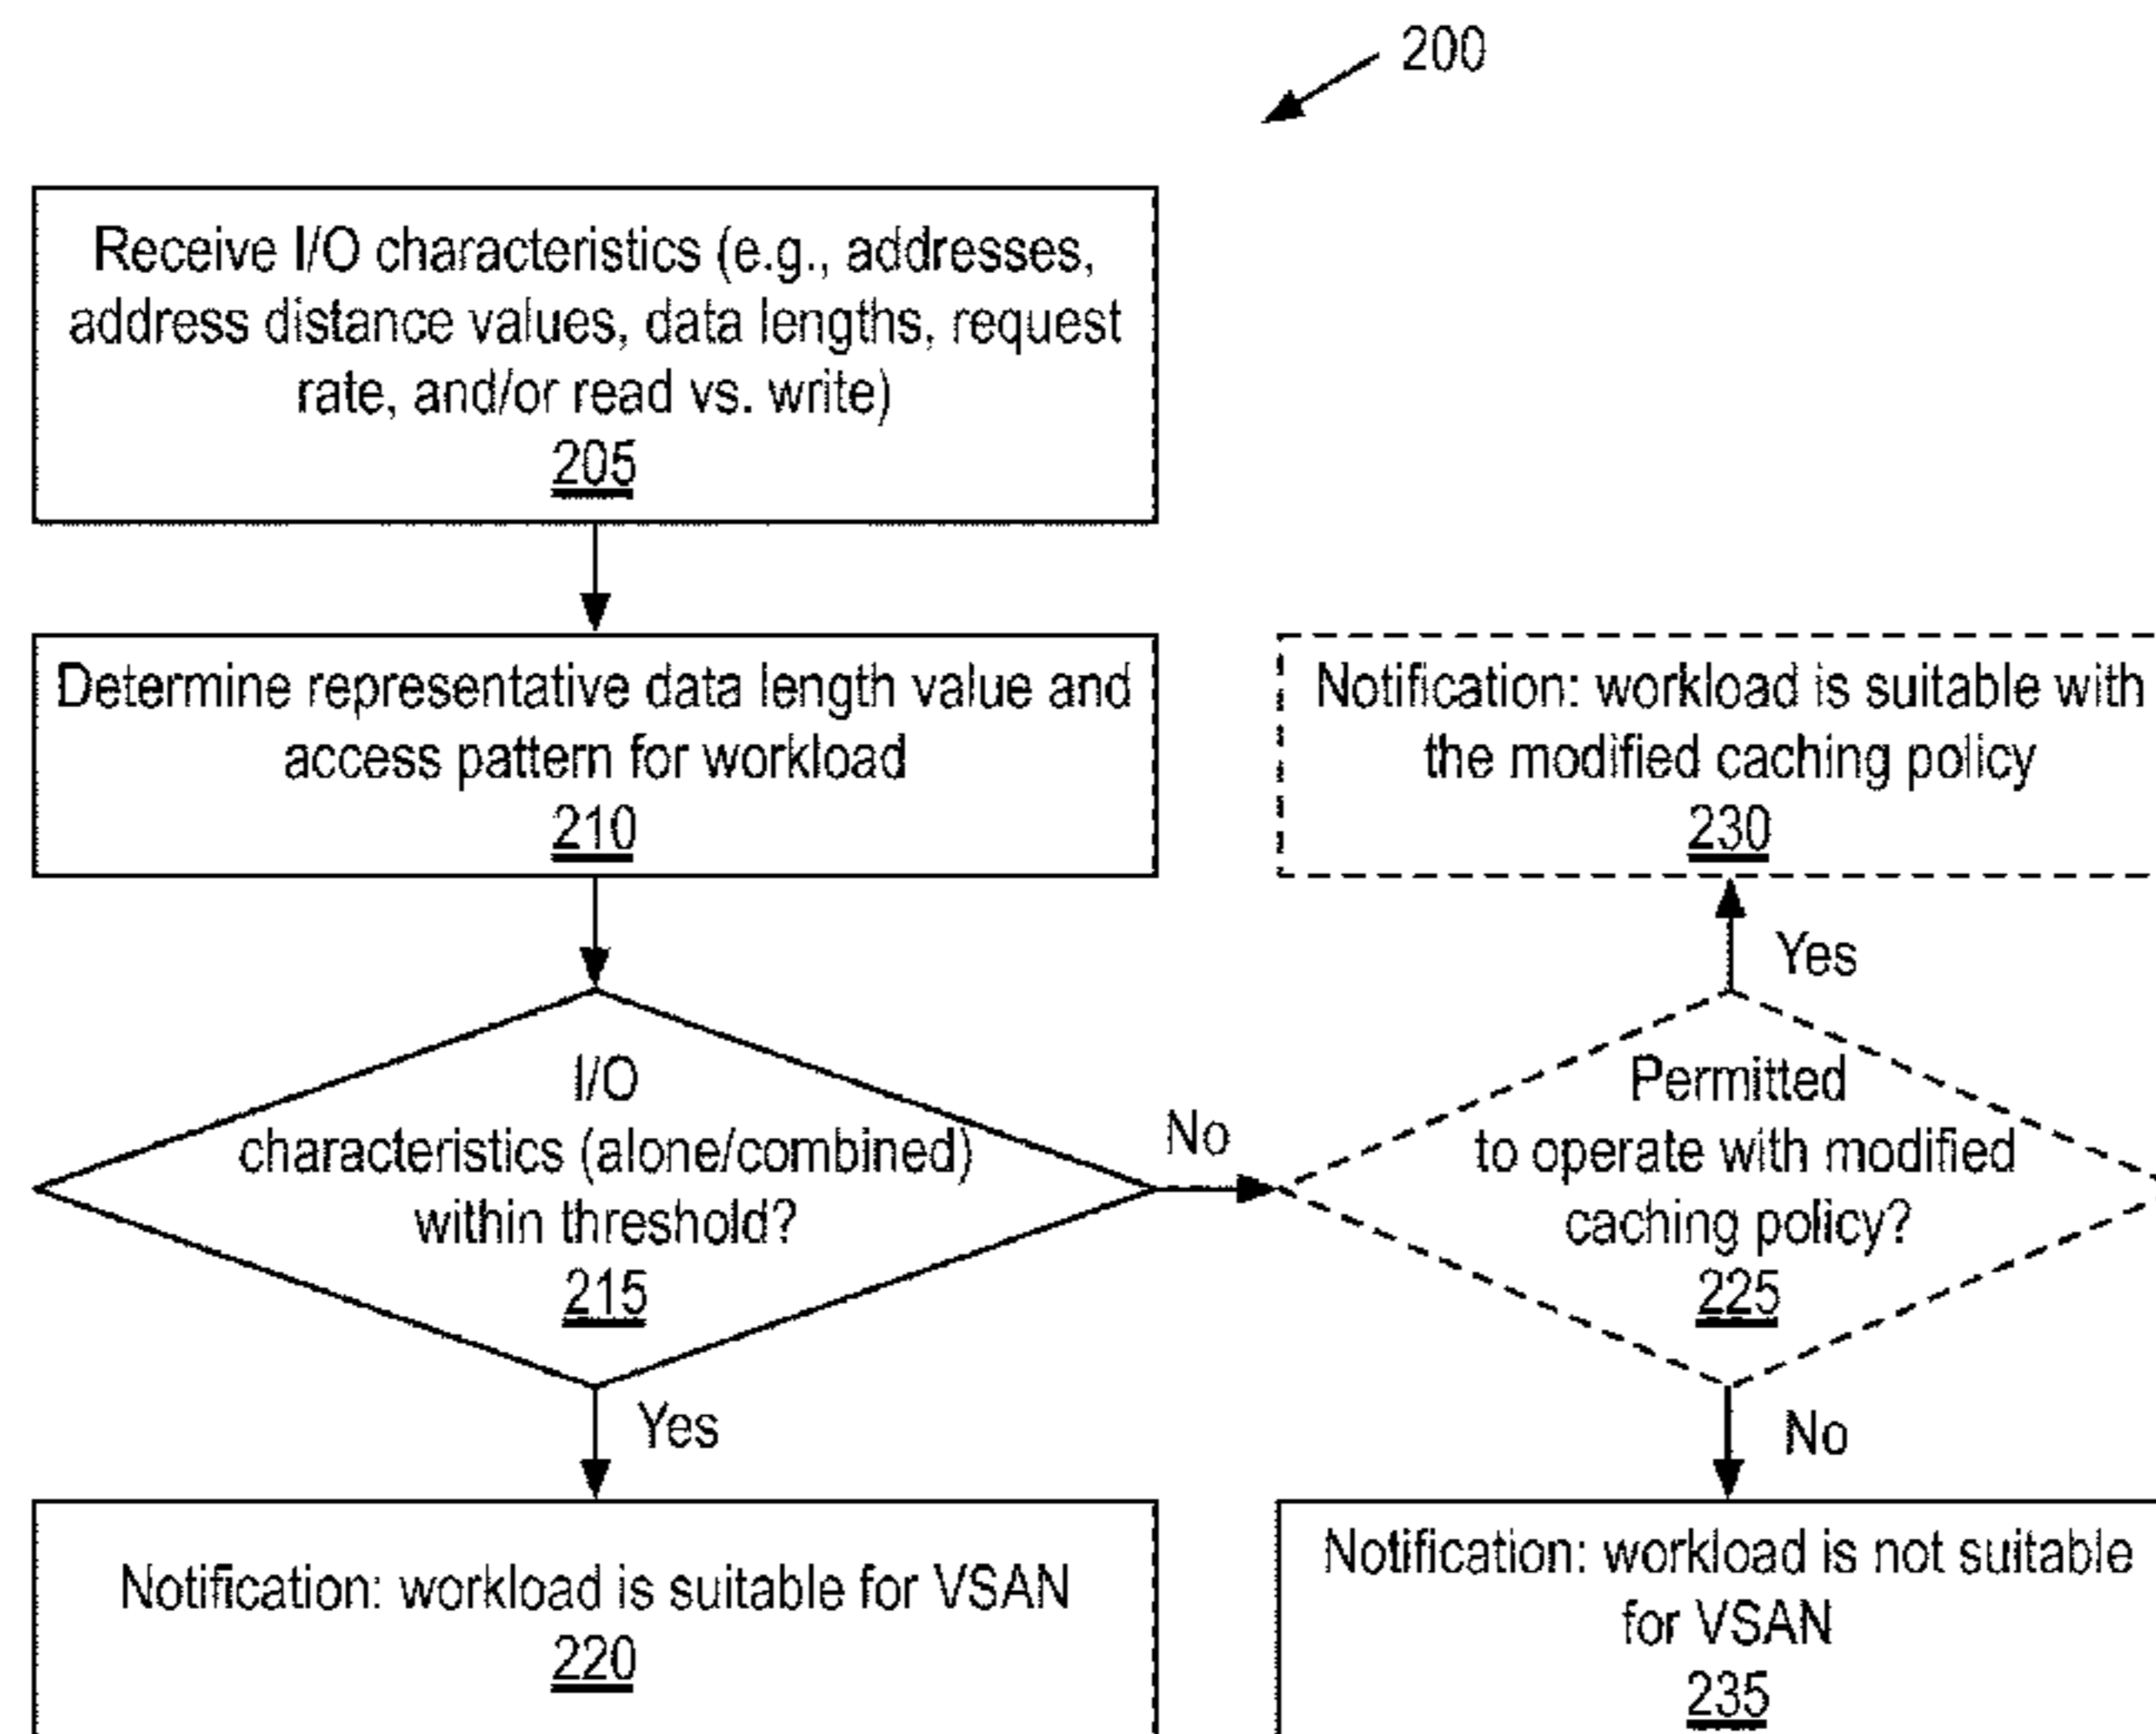 200
Receive I/O characteristics (e.g., addresses,
address distance values, data lengths, request
rate, and/or read vs. write)
205
Determine representative data length value and
access pattern for workload
210
Notification: workload is suitable with
the modified caching policy
230
Yes
I/O
characteristics (alone/combined)
within threshold?
215
No
Permitted
to operate with modified
caching policy?
225
Yes
No
Notification: workload is suitable for VSAN
220
Notification: workload is not suitable
for VSAN
235